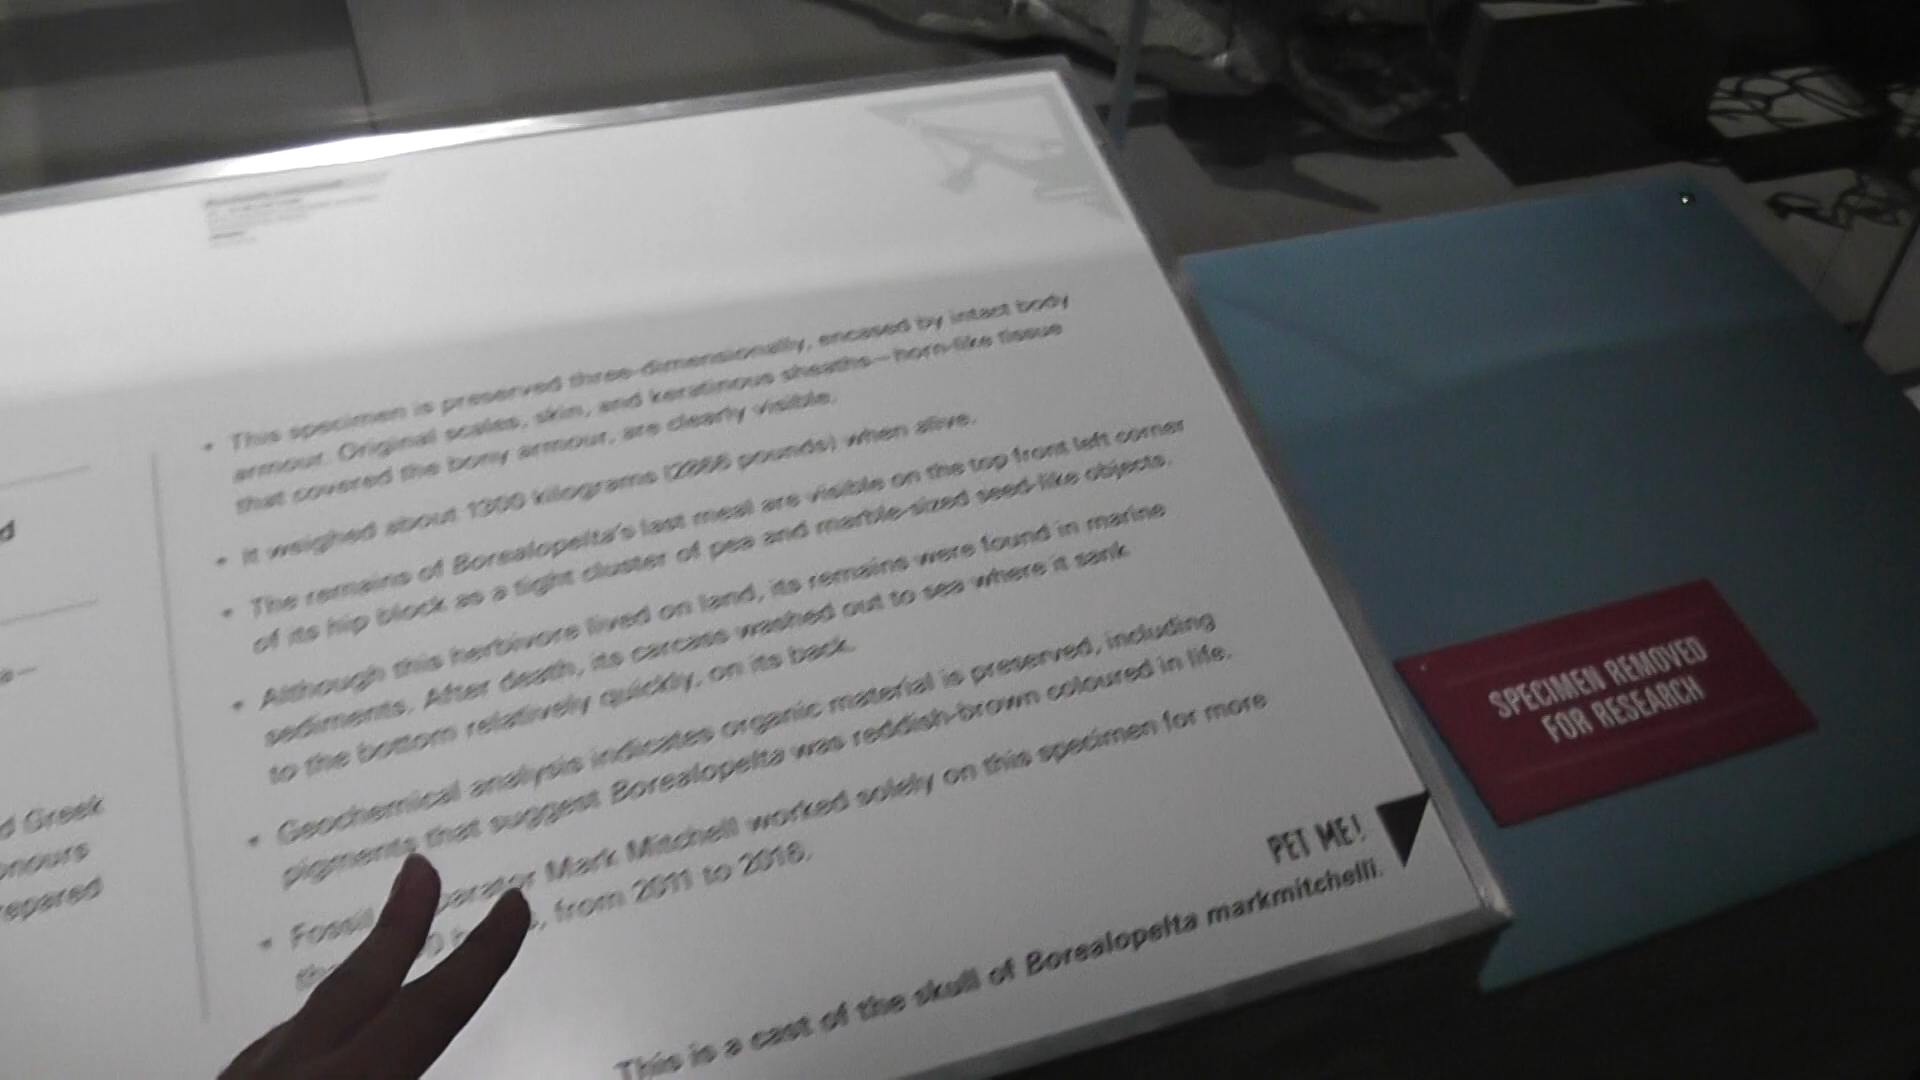 d
a—
d Greek
onours
repared
• This specimen is preserved three-dimensionally, encased by intact body
armour. Original scales, skin, and keratinous sheaths—horn-like tissue
that covered the bony armour, are clearly visible.
• It weighed about 1300 kilograms (2866 pounds) when alive.
• The remains of Borealopelta's last meal are visible on the top front left corner
of its hip block as a tight cluster of pea and marble-sized seed-like objects.
• Although this herbivore lived on land, its remains were found in marine
sediments. After death, its carcass washed out to sea where it sank
to the bottom relatively quickly, on its back.
• Geochemical analysis indicates organic material is preserved, including
pigments that suggest Borealopelta was reddish-brown coloured in life.
• Fossil parator Mark Mitchell worked solely on this specimen for more
from 2011 to 2016.
PET ME!
This is a cast of the skull of Borealopelta markmitchelli.
SPECIMEN REMOVED
FOR RESEARCH